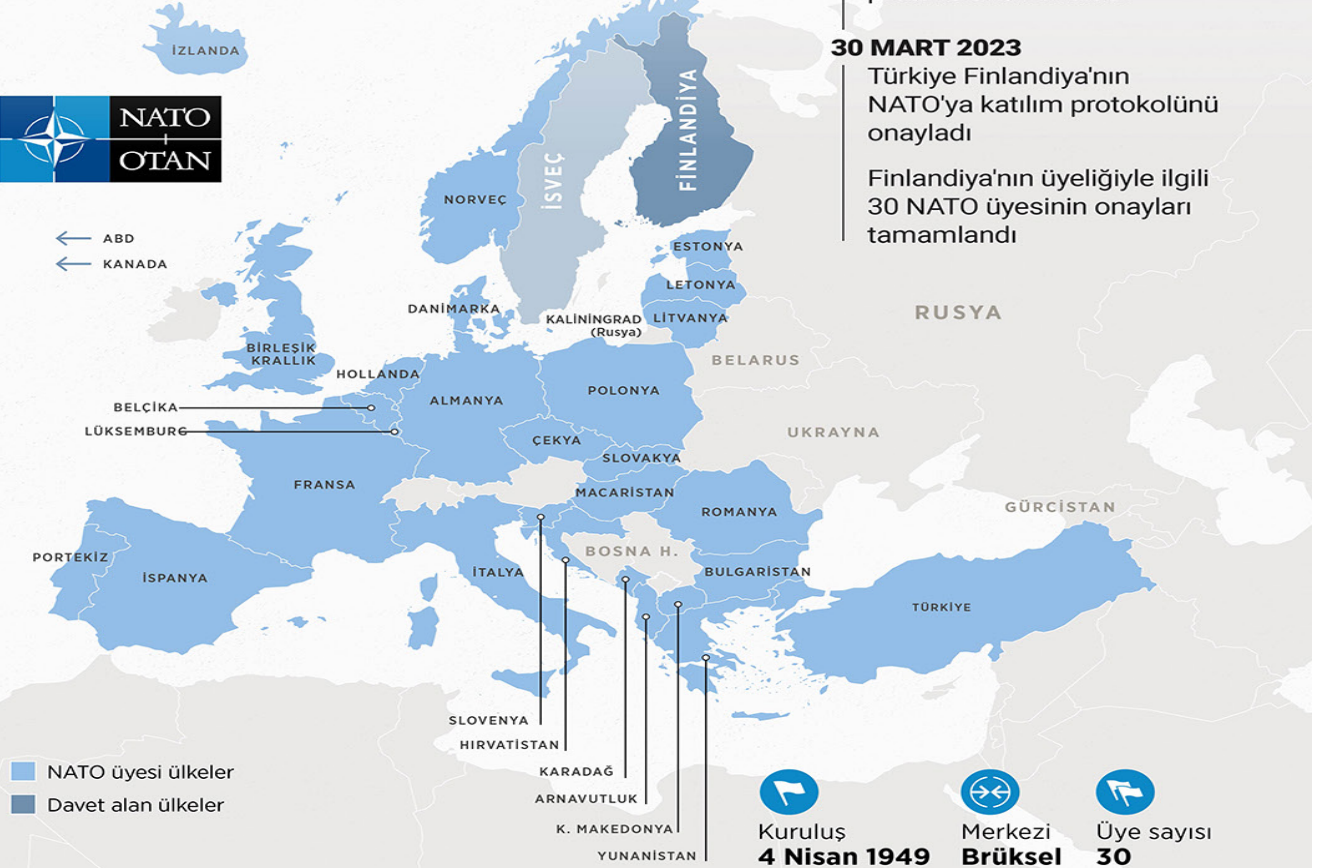 30 MART 2023
Türkiye Finlandiya'nın
NATO'ya katılım protokolünü
onayladı
Finlandiya'nın üyeliğiyle ilgili
30 NATO üyesinin onayları
tamamlandı
İZLANDA
NATO
OTAN
FİNLANDİYA
İSVEÇ
NORVEÇ
ABD
KANADA
ESTONYA
LETONYA
DANİMARKA
KALİNİNGRAD
(Rusya)
LİTVANYA
RUSYA
BİRLEŞİK
KRALLIK
BELARUS
HOLLANDA
ALMANYA
POLONYA
BELÇİKA
LÜKSEMBURG
ÇEKYA
UKRAYNA
SLOVAKYA
FRANSA
MACARİSTAN
ROMANYA
GÜRCİSTAN
PORTEKİZ
İSPANYA
İTALYA
BOSNA H.
BULGARİSTAN
TÜRKİYE
SLOVENYA
HIRVATİSTAN
KARADAĞ
ARNAVUTLUK
K. MAKEDONYA
YUNANİSTAN
NATO üyesi ülkeler
Davet alan ülkeler
Kuruluş
4 Nisan 1949
Merkezi
Brüksel
Üye sayısı
30